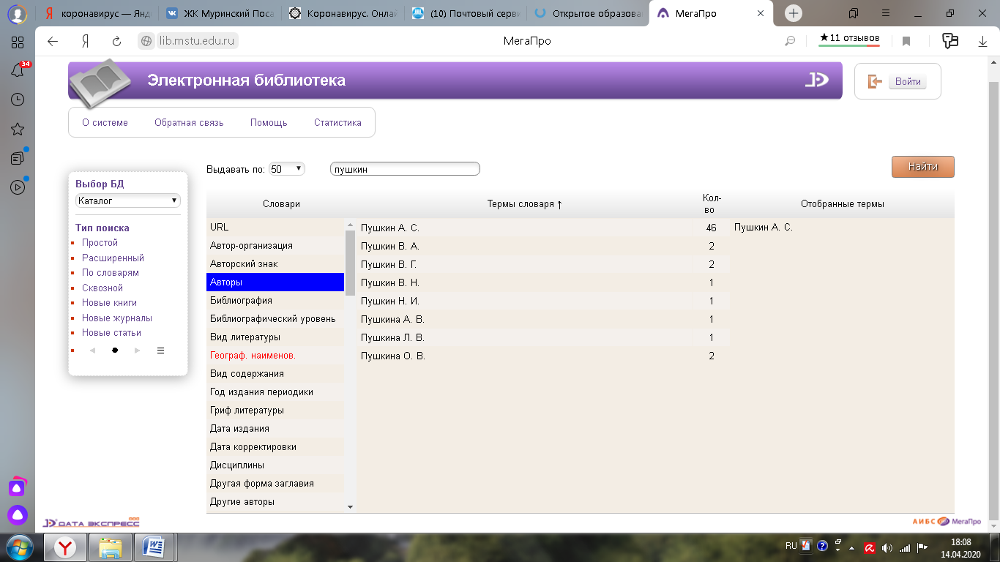 коронавирус — Янд
ЖК Муринский Поса
Коронавирус. Онлай
(10) Почтовый серви
Открытое образова
МегаПро
lib.mstu.edu.ru
МегаПро
★11 отзывов
34
Электронная библиотека
Войти
О системе Обратная связь Помощь Статистика
Выдавать по: 50 пушкин Найти
Выбор БД
Каталог
Тип поиска
Простой
Расширенный
По словарям
Сквозной
Новые книги
Новые журналы
Новые статьи
Словари Термы словаря ↑ Кол-во Отобранные термы
URL
Автор-организация
Авторский знак
Авторы
Библиография
Библиографический уровень
Вид литературы
Географ. наименов.
Вид содержания
Год издания периодики
Гриф литературы
Дата издания
Дата корректировки
Дисциплины
Другая форма заглавия
Другие авторы
Пушкин А. С. 46
Пушкин В. А. 2
Пушкин В. Г. 2
Пушкин В. Н. 1
Пушкин Н. И. 1
Пушкина А. В. 1
Пушкина Л. В. 1
Пушкина О. В. 2
Пушкин А. С.
ДАТА ЭКСПРЕСС
АИБС МегаПро
RU
18:08
14.04.2020